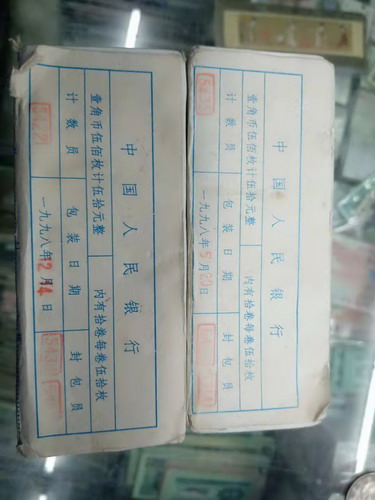 中国人民银行
壹角币伍佰枚计伍拾元整
内有拾卷每卷伍拾枚
计数员
包装日期
封包员
一九九八年12月4日
中国人民银行
壹角币伍佰枚计伍拾元整
内有拾卷每卷伍拾枚
计数员
包装日期
封包员
一九九八年5月20日